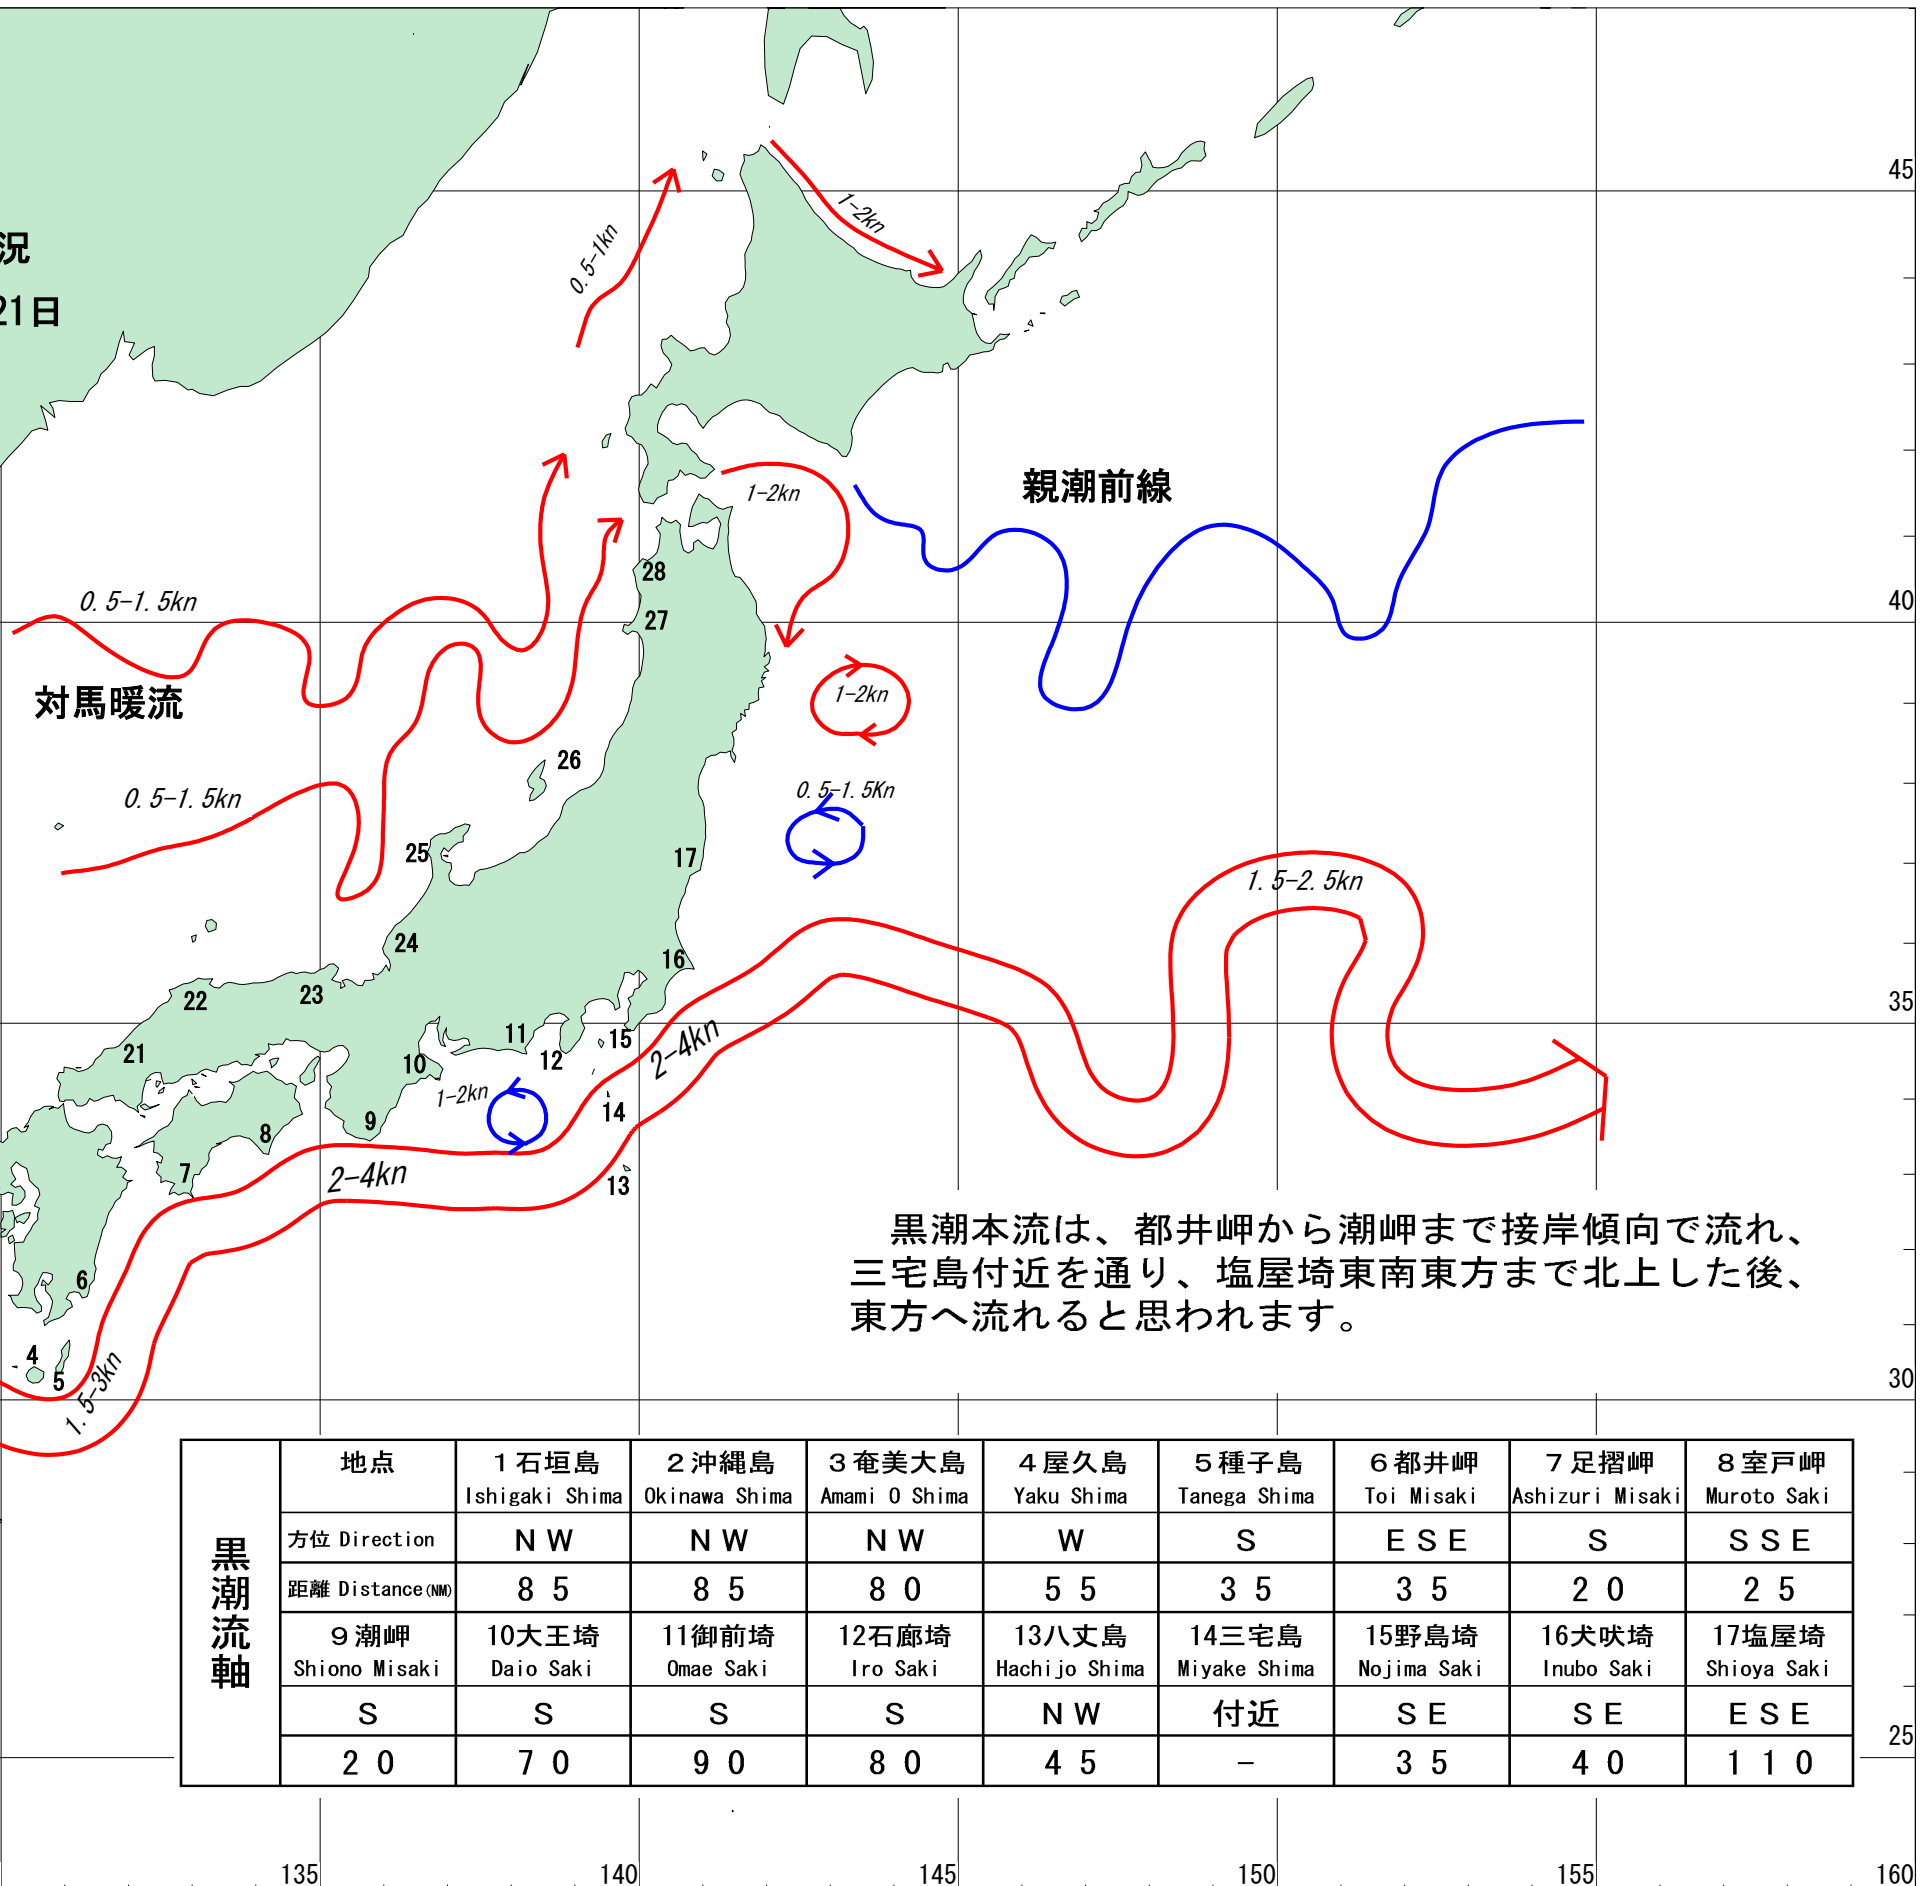 況
21日
45
1-2kn
0.5-1kn
親潮前線
1-2kn
28
0.5-1.5kn
40
27
1-2kn
対馬暖流
26
0.5-1.5Kn
0.5-1.5kn
25
17
1.5-2.5kn
24
16
22
23
35
11
15
2-4kn
21
12
10
1-2kn
14
9
8
7
2-4kn
13
黒潮本流は、都井岬から潮岬まで接岸傾向で流れ、
三宅島付近を通り、塩屋埼東南東方まで北上した後、
東方へ流れると思われます。
6
4
5
1.5-3kn
30
黒潮流軸
地点 1石垣島 2沖縄島 3奄美大島 4屋久島 5種子島 6都井岬 7足摺岬 8室戸岬
Ishigaki Shima Okinawa Shima Amami O Shima Yaku Shima Tanega Shima Toi Misaki Ashizuri Misaki Muroto Saki
方位 Direction NW NW NW W S ESE S SSE
距離 Distance(NM) 85 85 80 55 35 35 20 25
9潮岬 10大王埼 11御前埼 12石廊埼 13八丈島 14三宅島 15野島埼 16犬吠埼 17塩屋埼
Shiono Misaki Daio Saki Omae Saki Iro Saki Hachijo Shima Miyake Shima Nojima Saki Inubo Saki Shioya Saki
S S S S NW 付近 SE SE ESE
20 70 90 80 45 - 35 40 110
25
135 140 145 150 155 160